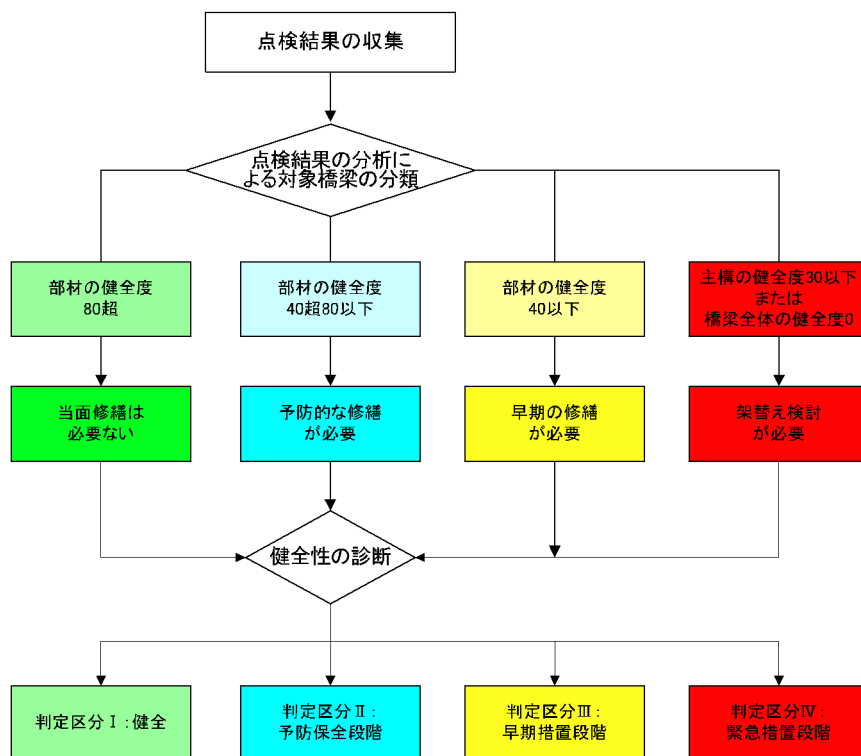 点検結果の収集
点検結果の分析に
よる対象橋梁の分類
部材の健全度
80超
部材の健全度
40超80以下
部材の健全度
40以下
主構の健全度30以下
または
橋梁全体の健全度0
当面修繕は
必要ない
予防的な修繕
が必要
早期の修繕
が必要
架替え検討
が必要
健全性の診断
判定区分Ⅰ:健全
判定区分Ⅱ:
予防保全段階
判定区分Ⅲ:
早期措置段階
判定区分Ⅳ:
緊急措置段階